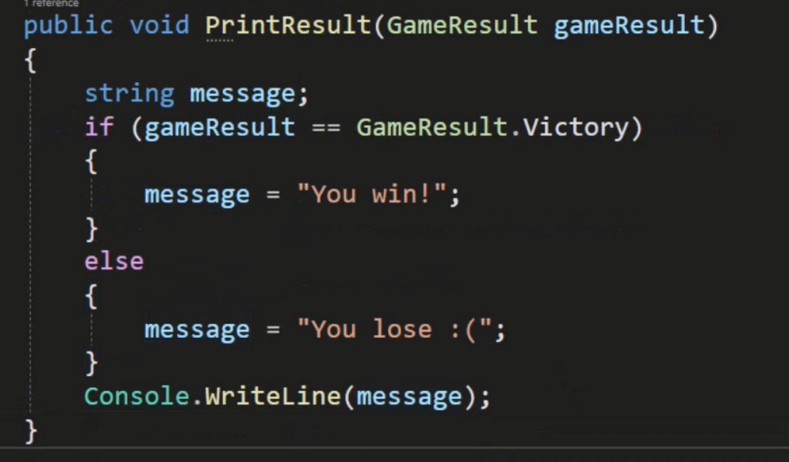 1 reference
public void PrintResult(GameResult gameResult)
{
    string message;
    if (gameResult == GameResult.Victory)
    {
        message = "You win!";
    }
    else
    {
        message = "You lose :(";
    }
    Console.WriteLine(message);
}